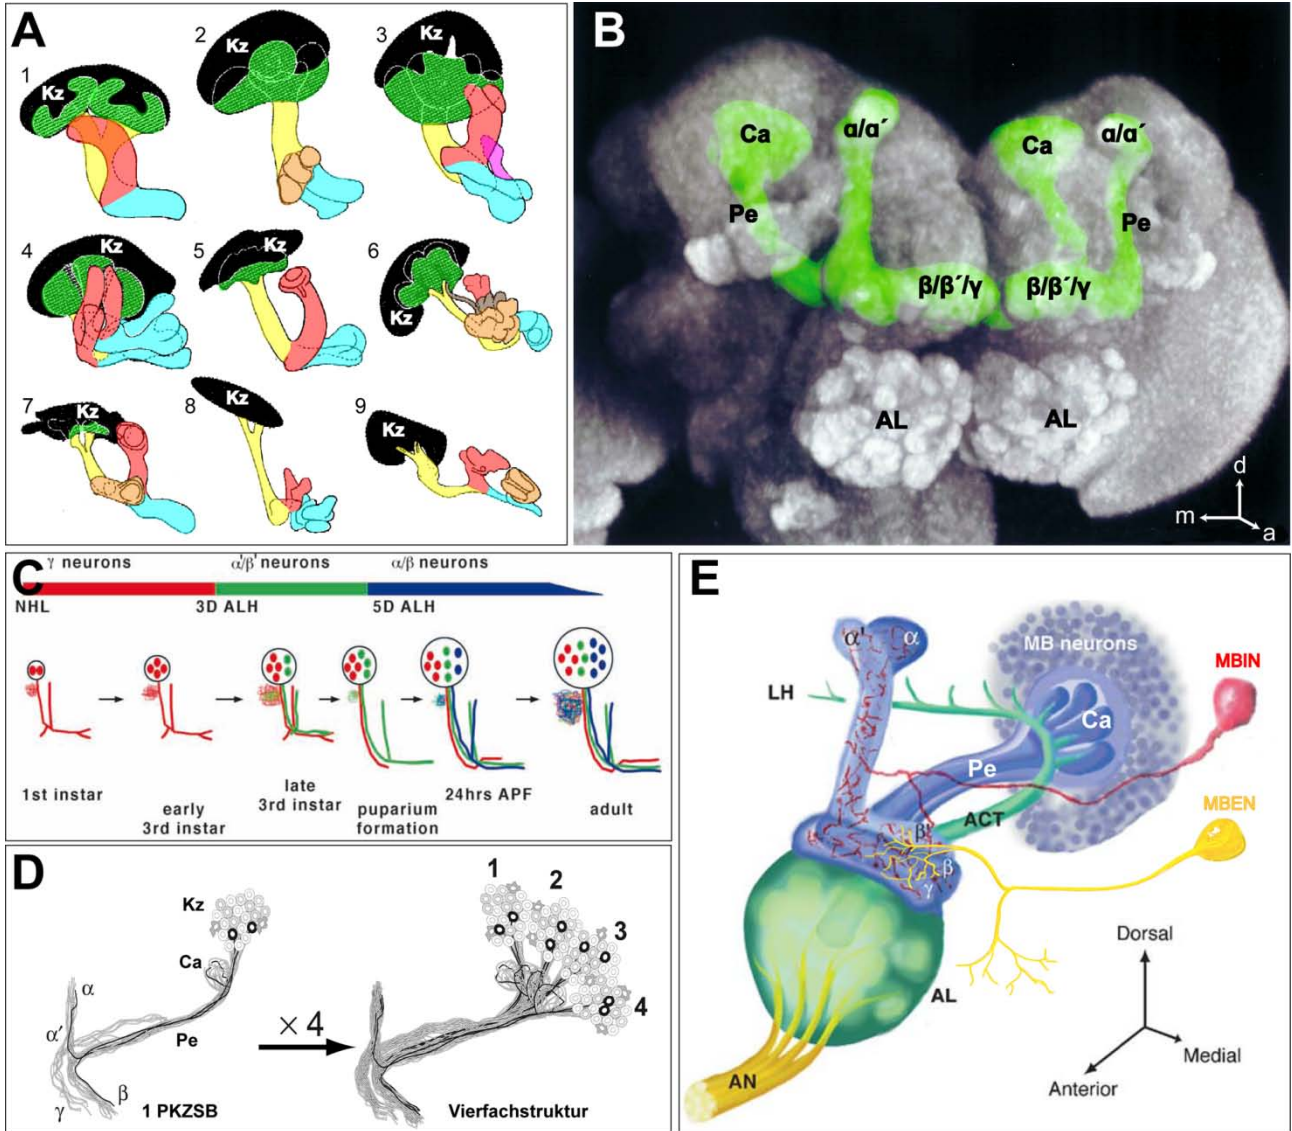 A
1
Kz
2
Kz
3
Kz
4
Kz
5
Kz
6
Kz
7
Kz
8
Kz
9
Kz
B
Ca
α/α´
Ca
α/α´
Pe
Pe
β/β´/γ
β/β´/γ
AL
AL
d
m
a
C
γ neurons
α'/β' neurons
α/β neurons
NHL
3D ALH
5D ALH
1st instar
early
3rd instar
late
3rd instar
puparium
formation
24hrs APF
adult
D
Kz
Ca
α
α'
Pe
β
γ
1 PKZSB
×4
1
2
3
4
Vierfachstruktur
E
α'
α
MB neurons
MBIN
LH
Ca
Pe
MBEN
ACT
β'
β
γ
AL
AN
Dorsal
Medial
Anterior